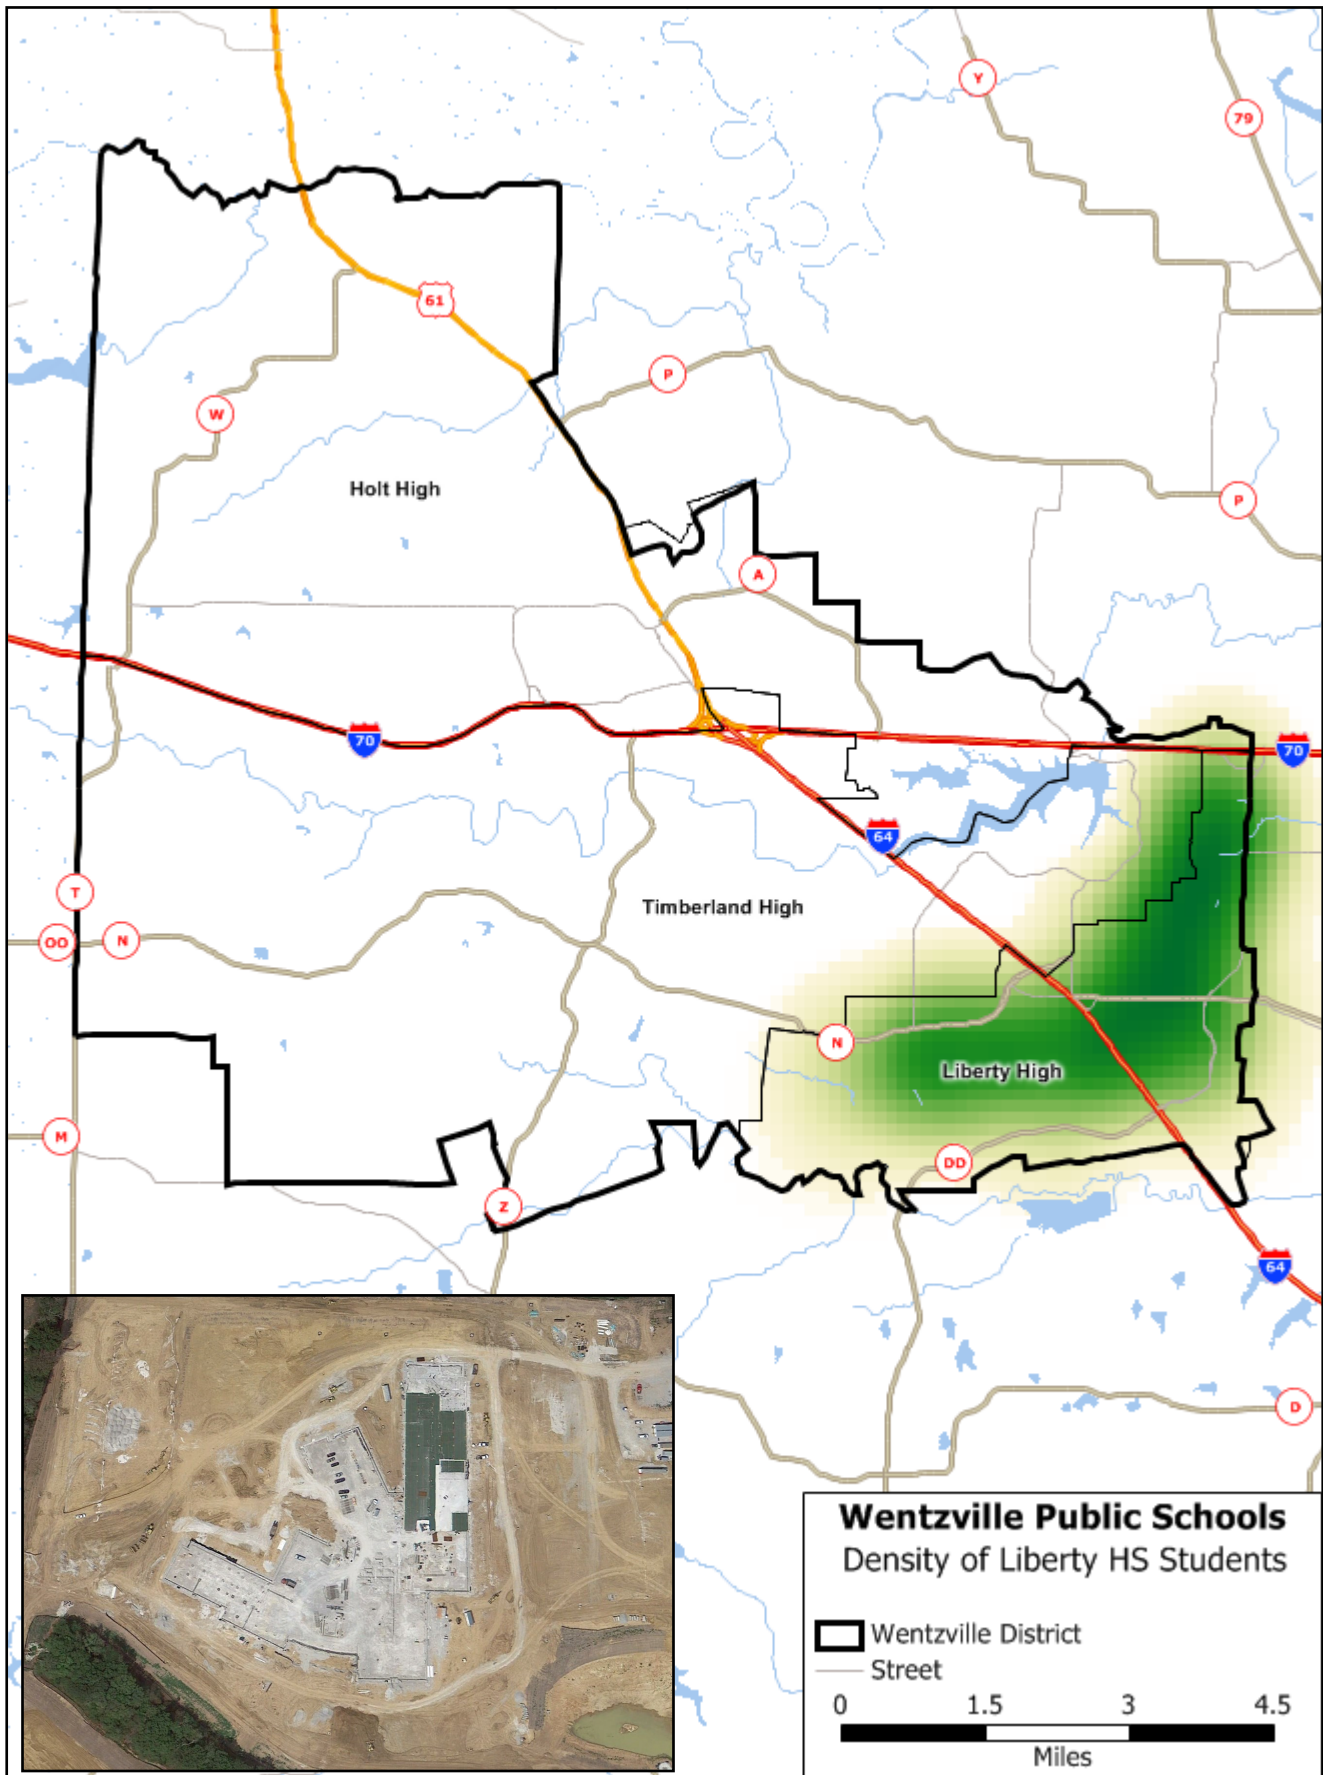 Y
79
61
P
W
Holt High
P
A
70
70
64
T
Timberland High
OO
N
N
Liberty High
M
DD
Z
64
D
Wentzville Public Schools
Density of Liberty HS Students
Wentzville District
Street
0 1.5 3 4.5
Miles